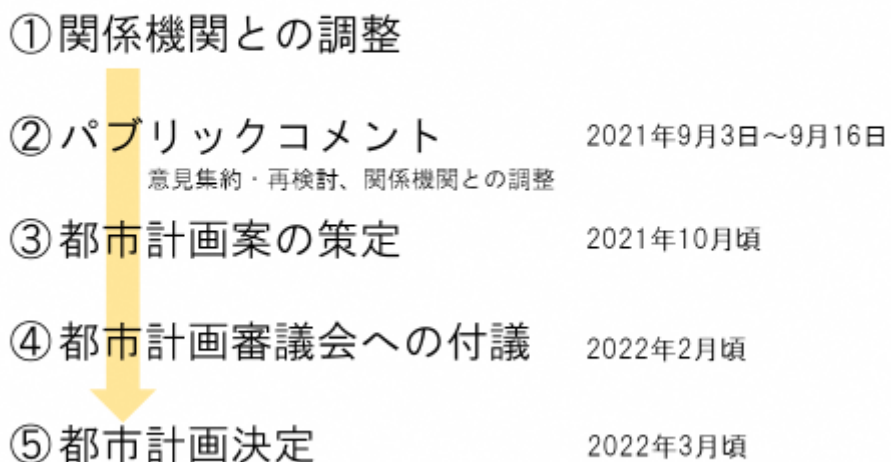 ①関係機関との調整
②パブリックコメント 2021年9月3日～9月16日
意見集約・再検討、関係機関との調整
③都市計画案の策定 2021年10月頃
④都市計画審議会への付議 2022年2月頃
⑤都市計画決定 2022年3月頃